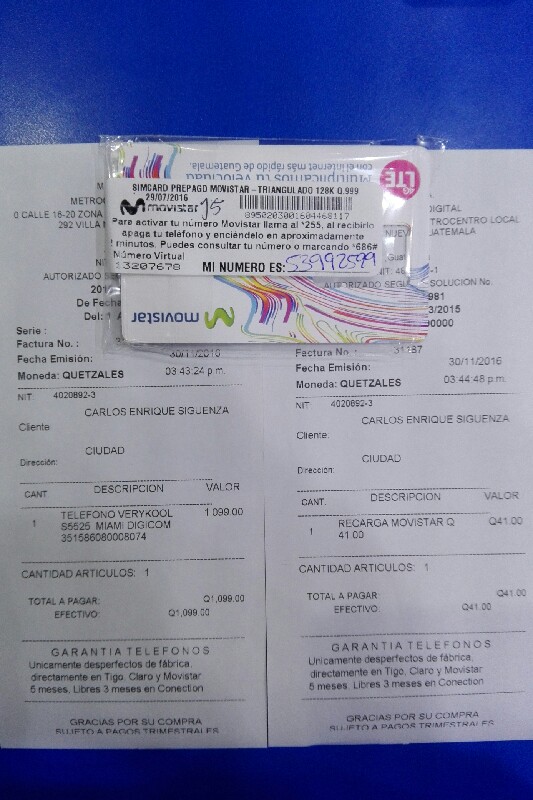 Multiplicamos tu velocidad
con el internet más rápido de Guatemala.
LTE
SIMCARD PREPAGO MOVISTAR - TRIANGULADO 128K Q.999
29/07/2016
movistar 75
895020300160446811 7
Para activar tu número Movistar llama al *255, al recibirlo
apaga tu telefono y enciéndelo en aproximadamente
minutos. Puedes consultar tu número o marcando *686#
Número Virtual
13207678
MI NUMERO ES: 53992599
movistar
METROC
0 CALLE 16-20 ZONA
292 VILLA
NIT
AUTORIZADO
201
De Fecha
Del: 1
Serie :
Factura No. :
Fecha Emisión: 30/11/2016
Moneda: QUETZALES 03:43:24 p.m.
NIT: 4020892-3
CARLOS ENRIQUE SIGUENZA
Cliente
CIUDAD
Dirección:
CANT. DESCRIPCION VALOR
1 TELEFONO VERYKOOL 1,099.00
S5525 MIAMI DIGICOM
351586080008074
CANTIDAD ARTICULOS: 1
TOTAL A PAGAR: Q1,099.00
EFECTIVO: Q1,099.00
GARANTIA TELEFONOS
Unicamente desperfectos de fábrica,
directamente en Tigo, Claro y Movistar
6 meses, Libres 3 meses en Conection
GRACIAS POR SU COMPRA
SUJETO A PAGOS TRIMESTRALES
DIGITAL
TROCENTRO LOCAL
UATEMALA
NIT:
AUTORIZADO SEGU SOLUCION No.
981
3/2015
00000
Factura No. : 31187
Fecha Emisión: 30/11/2016
Moneda: QUETZALES 03:44:48 p.m.
NIT: 4020892-3
CARLOS ENRIQUE SIGUENZA
Cliente:
CIUDAD
Dirección:
CANT. DESCRIPCION VALOR
1 RECARGA MOVISTAR Q Q41.00
41.00
CANTIDAD ARTICULOS: 1
TOTAL A PAGAR: Q41.00
EFECTIVO: Q41.00
GARANTIA TELEFONOS
Unicamente desperfectos de fábrica,
directamente en Tigo, Claro y Movistar
6 meses, Libres 3 meses en Conection
GRACIAS POR SU COMPRA
SUJETO A PAGOS TRIMESTRALES